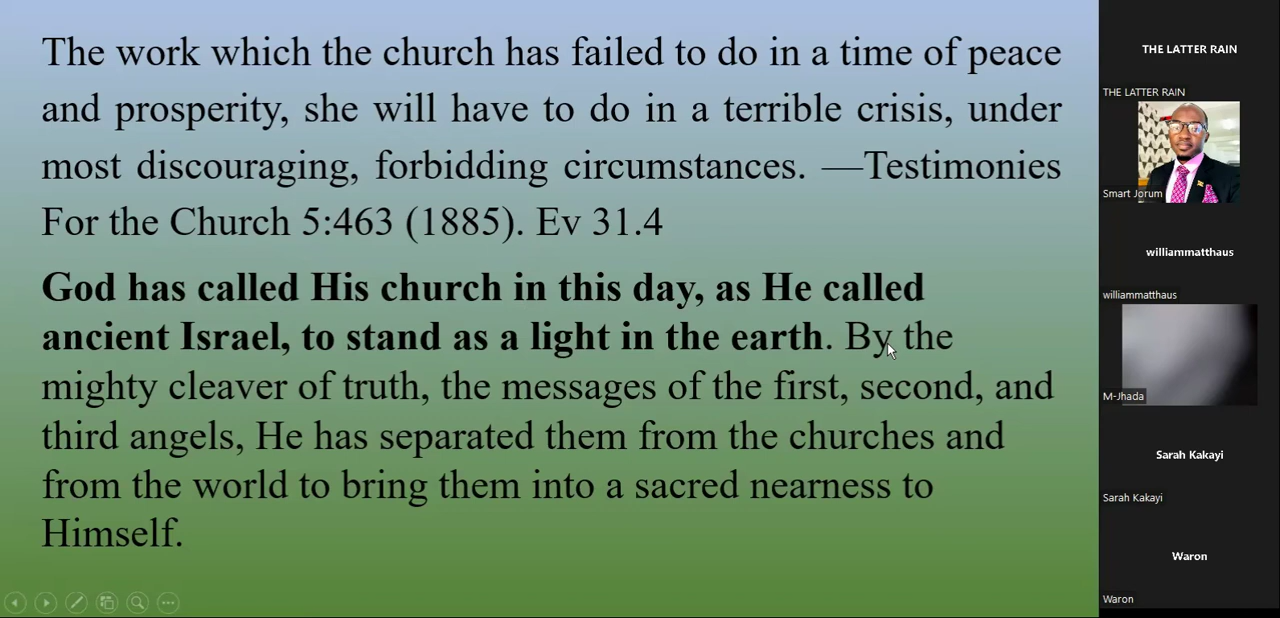 The work which the church has failed to do in a time of peace
and prosperity, she will have to do in a terrible crisis, under
most discouraging, forbidding circumstances. —Testimonies
For the Church 5:463 (1885). Ev 31.4
God has called His church in this day, as He called
ancient Israel, to stand as a light in the earth. By the
mighty cleaver of truth, the messages of the first, second, and
third angels, He has separated them from the churches and
from the world to bring them into a sacred nearness to
Himself.
THE LATTER RAIN
THE LATTER RAIN
Smart Jorum
williammatthaus
williammatthaus
M-Jhada
Sarah Kakayi
Sarah Kakayi
Waron
Waron